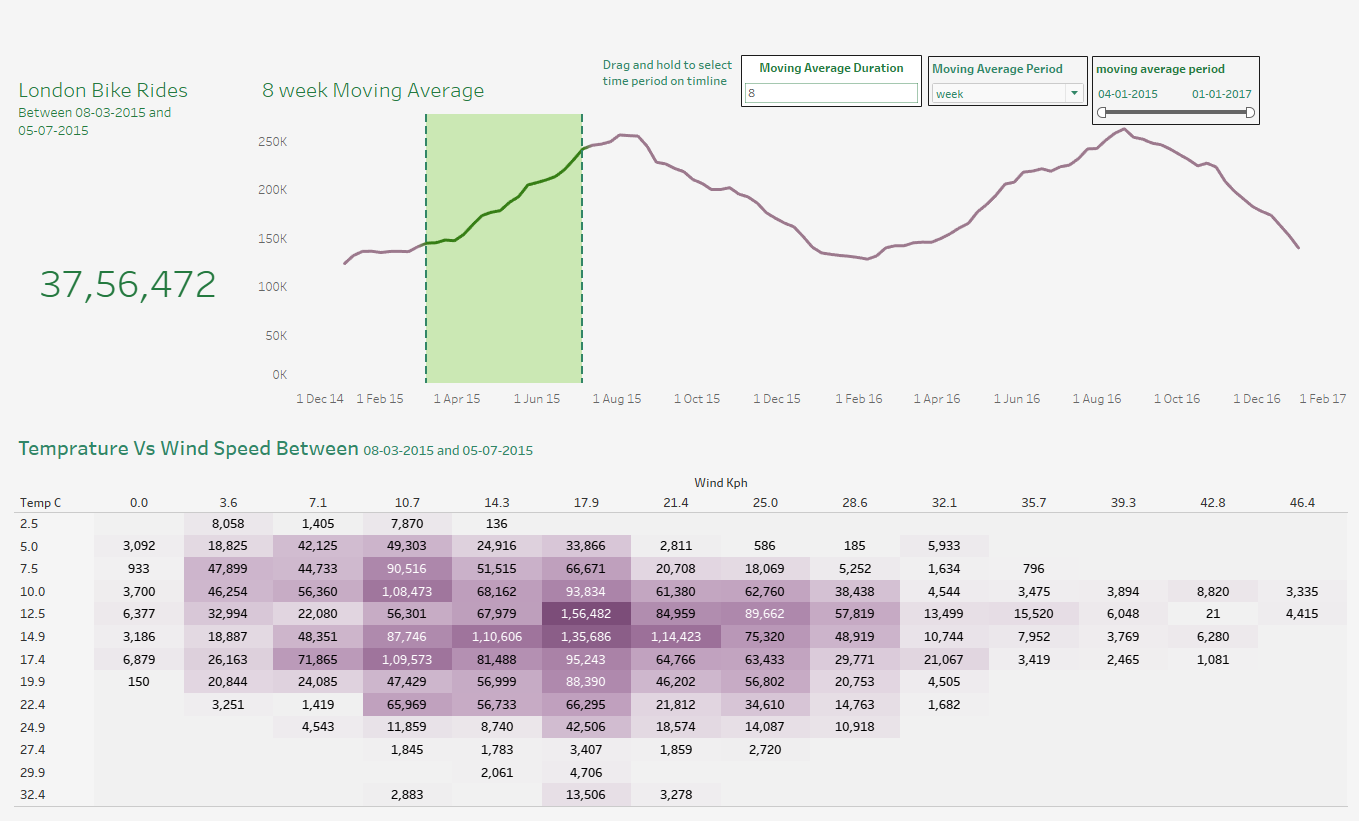 London Bike Rides
Between 08-03-2015 and
05-07-2015
37,56,472
8 week Moving Average
Drag and hold to select
time period on timline
Moving Average Duration
8
Moving Average Period
week
moving average period
04-01-2015 01-01-2017
250K
200K
150K
100K
50K
0K
1 Dec 14 1 Feb 15 1 Apr 15 1 Jun 15 1 Aug 15 1 Oct 15 1 Dec 15 1 Feb 16 1 Apr 16 1 Jun 16 1 Aug 16 1 Oct 16 1 Dec 16 1 Feb 17
Temprature Vs Wind Speed Between 08-03-2015 and 05-07-2015
Wind Kph
Temp C 0.0 3.6 7.1 10.7 14.3 17.9 21.4 25.0 28.6 32.1 35.7 39.3 42.8 46.4
2.5 8,058 1,405 7,870 136
5.0 3,092 18,825 42,125 49,303 24,916 33,866 2,811 586 185 5,933
7.5 933 47,899 44,733 90,516 51,515 66,671 20,708 18,069 5,252 1,634 796
10.0 3,700 46,254 56,360 1,08,473 68,162 93,834 61,380 62,760 38,438 4,544 3,475 3,894 8,820 3,335
12.5 6,377 32,994 22,080 56,301 67,979 1,56,482 84,959 89,662 57,819 13,499 15,520 6,048 21 4,415
14.9 3,186 18,887 48,351 87,746 1,10,606 1,35,686 1,14,423 75,320 48,919 10,744 7,952 3,769 6,280
17.4 6,879 26,163 71,865 1,09,573 81,488 95,243 64,766 63,433 29,771 21,067 3,419 2,465 1,081
19.9 150 20,844 24,085 47,429 56,999 88,390 46,202 56,802 20,753 4,505
22.4 3,251 1,419 65,969 56,733 66,295 21,812 34,610 14,763 1,682
24.9 4,543 11,859 8,740 42,506 18,574 14,087 10,918
27.4 1,845 1,783 3,407 1,859 2,720
29.9 2,061 4,706
32.4 2,883 13,506 3,278